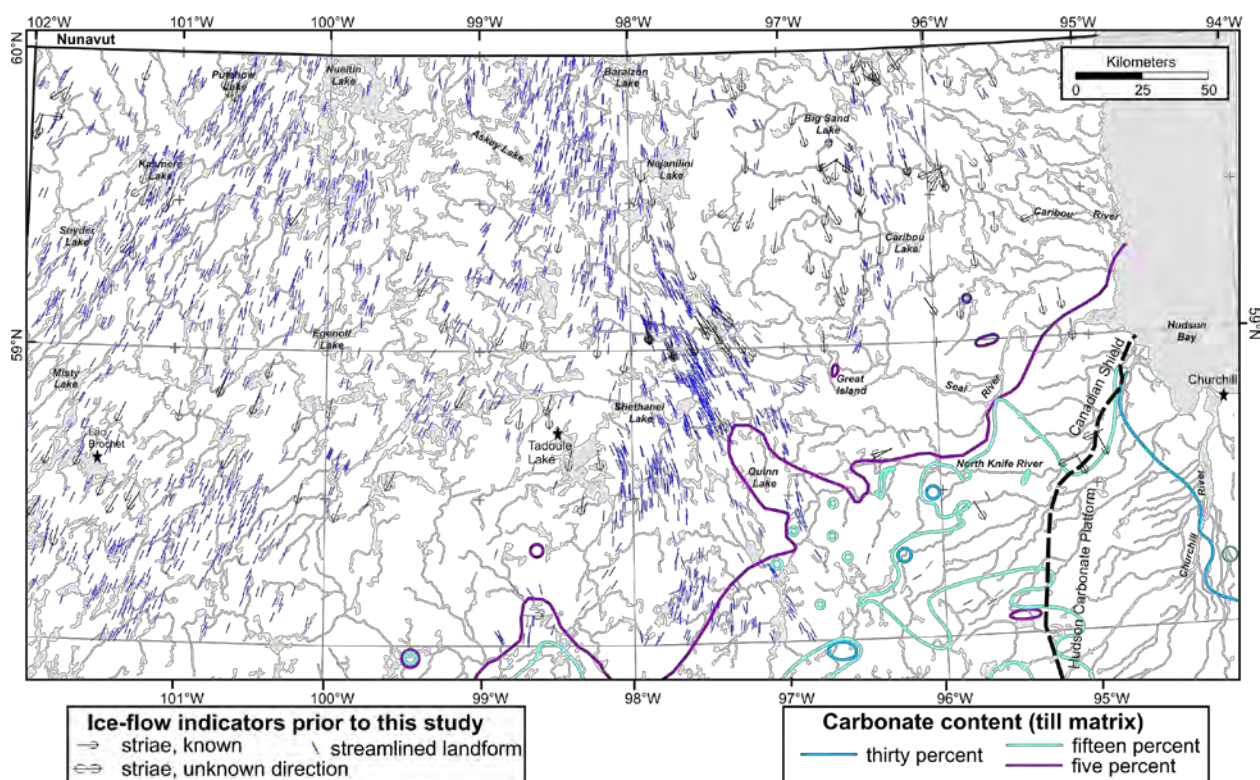 102°W 101°W 100°W 99°W 98°W 97°W 96°W 95°W 94°W
60°N
Nunavut
Kilometers
0 25 50
Nueltin
Lake
Baralzon
Lake
Putahow
Lake
Big Sand
Lake
Askey Lake
Kasmere
Lake
Nejanilini
Lake
Caribou River
Snyder
Lake
Caribou
Lake
59°N
Egenolf
Lake
59°N
Hudson
Bay
Misty
Lake
Great
Island
Seal River
Canadian Shield
Churchill
Shethanei
Lake
Lac
Brochet
Tadoule
Lake
Quinn
Lake
North Knife River
Hudson Carbonate Platform
Churchill River
101°W 100°W 99°W 98°W 97°W 96°W 95°W
Ice-flow indicators prior to this study
striae, known
streamlined landform
striae, unknown direction
Carbonate content (till matrix)
thirty percent
fifteen percent
five percent